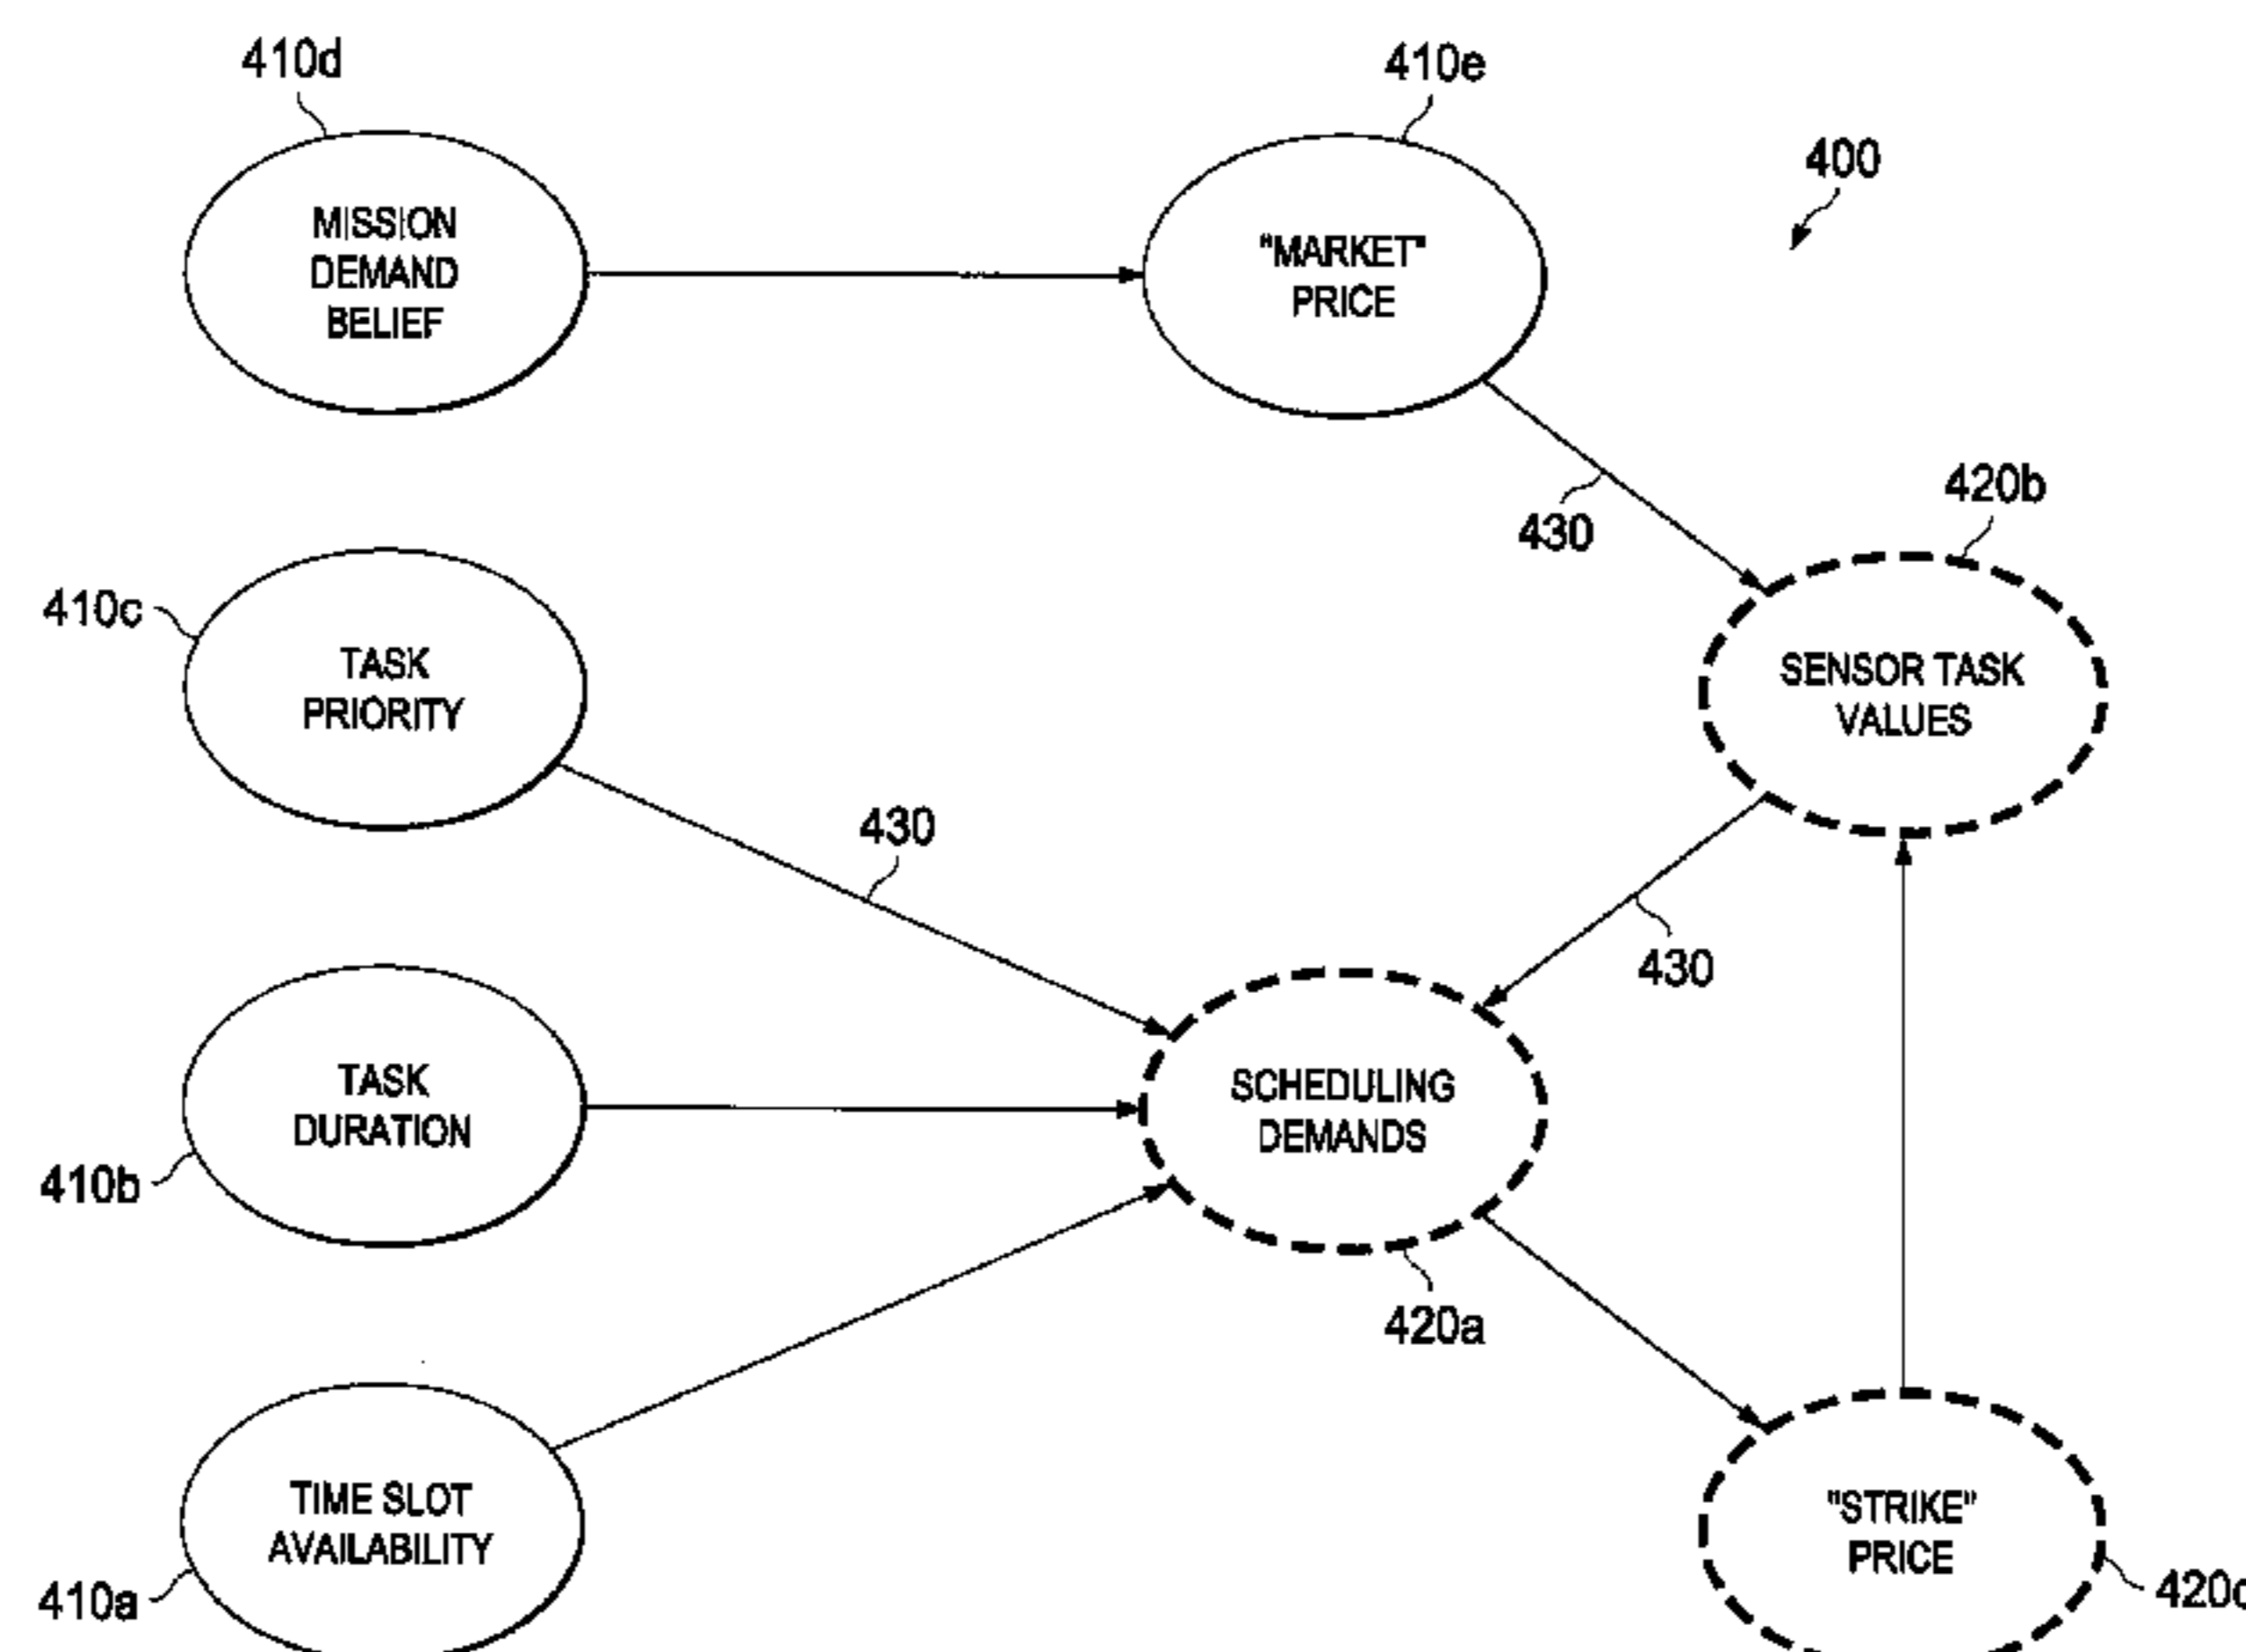 410d
410e
400
MISSION
DEMAND
BELIEF
"MARKET"
PRICE
430
420b
410c
TASK
PRIORITY
SENSOR TASK
VALUES
430
430
TASK
DURATION
SCHEDULING
DEMANDS
410b
420a
TIME SLOT
AVAILABILITY
"STRIKE"
PRICE
410a